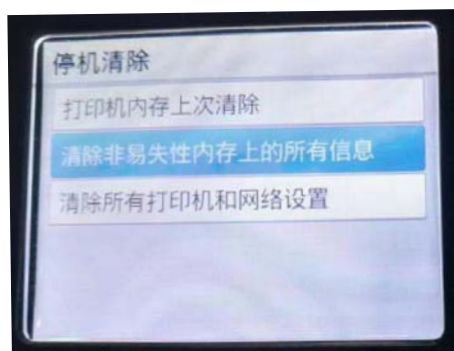 停机清除
打印机内存上次清除
清除非易失性内存上的所有信息
清除所有打印机和网络设置